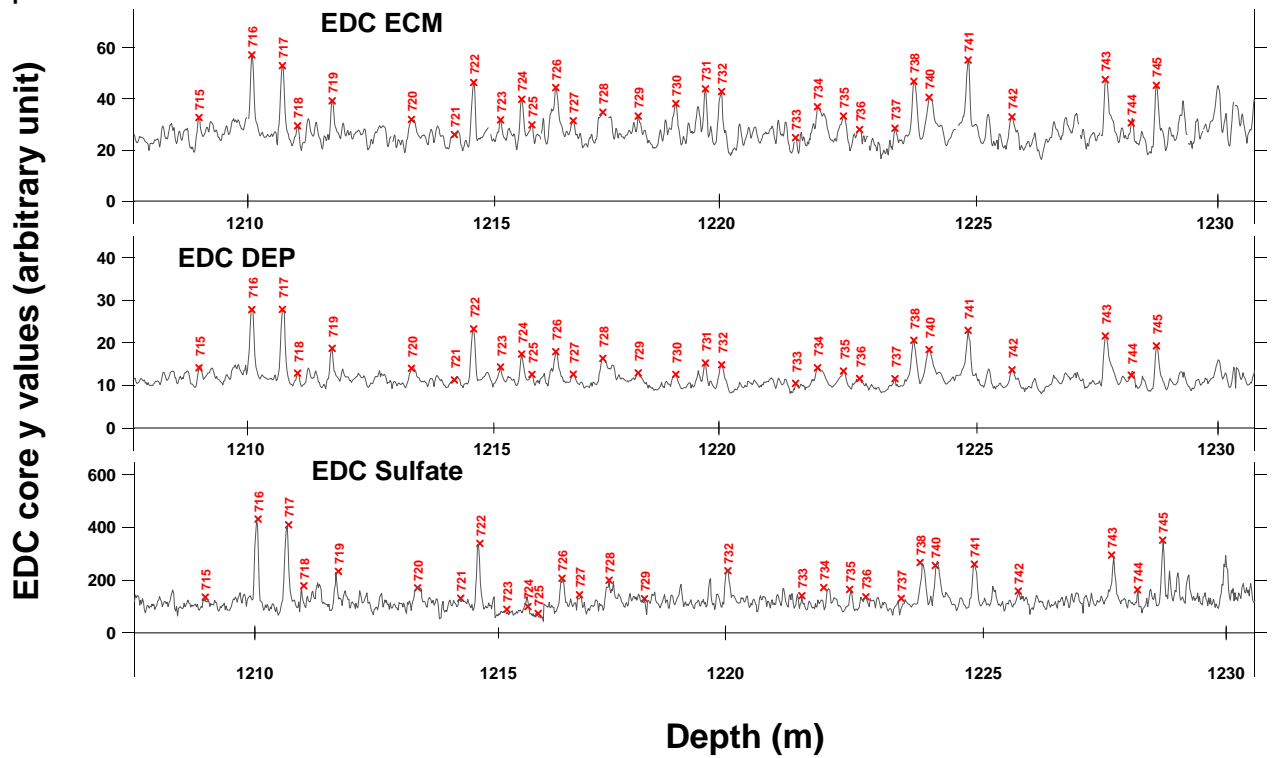 EDC ECM
60
40
20
0
715 716 717 718 719 720 721 722 723 724 725 726 727 728 729 730 731 732 733 734 735 736 737 738 740 741 742 743 744 745
1210 1215 1220 1225 1230
EDC DEP
40
30
20
10
0
715 716 717 718 719 720 721 722 723 724 725 726 727 728 729 730 731 732 733 734 735 736 737 738 740 741 742 743 744 745
1210 1215 1220 1225 1230
EDC Sulfate
600
400
200
0
715 716 717 718 719 720 721 722 723 724 725 726 727 728 729 732 733 734 735 736 737 738 740 741 742 743 744 745
1210 1215 1220 1225 1230
EDC core y values (arbitrary unit)
Depth (m)